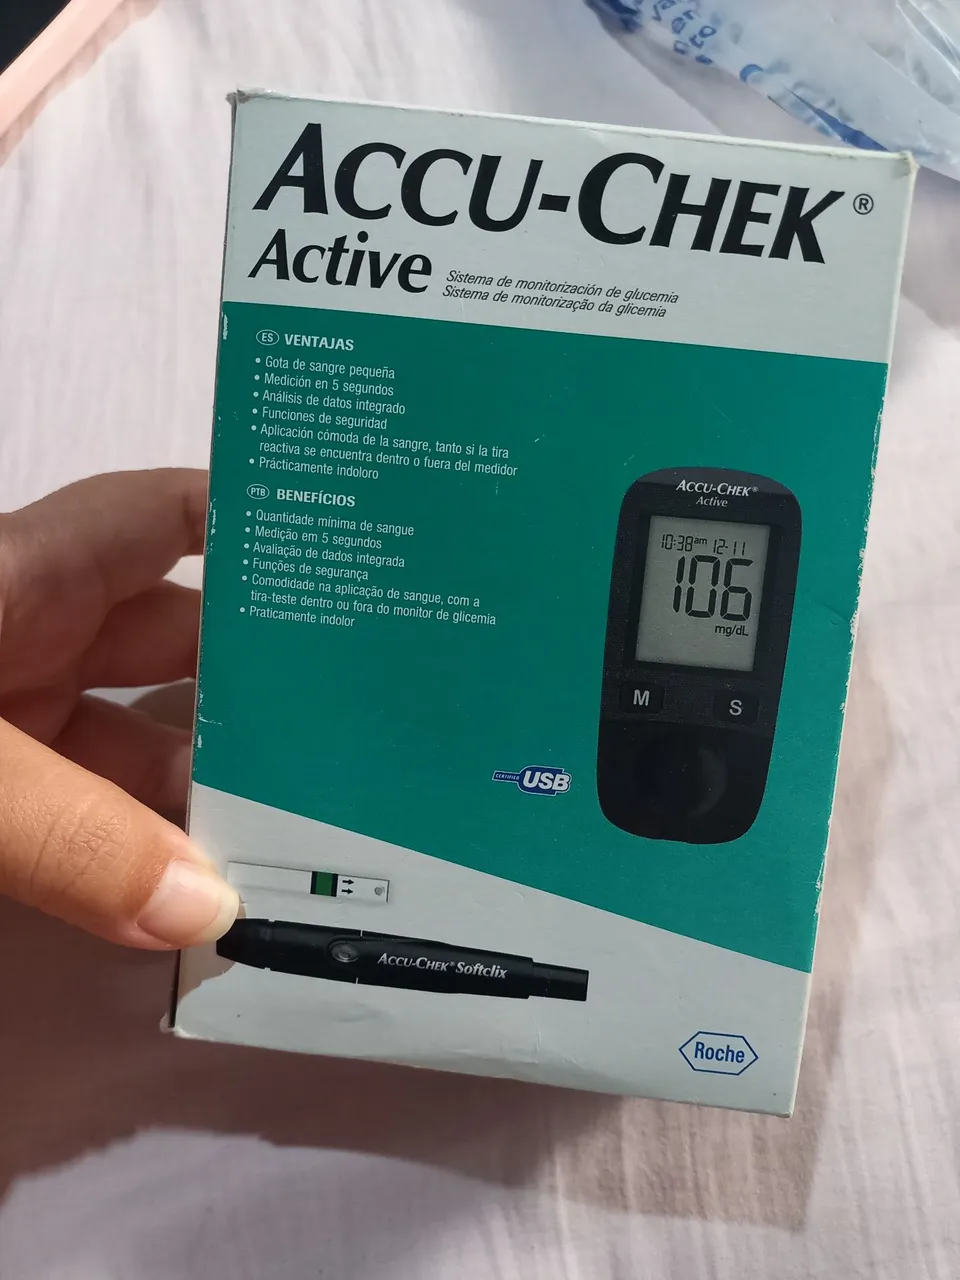 ACCU-CHEK®
Active
Sistema de monitorización de glucemia
Sistema de monitorização da glicemia
ES VENTAJAS
• Gota de sangre pequeña
• Medición en 5 segundos
• Análisis de datos integrado
• Funciones de seguridad
• Aplicación cómoda de la sangre, tanto si la tira
reactiva se encuentra dentro o fuera del medidor
• Prácticamente indoloro
PTB BENEFÍCIOS
• Quantidade mínima de sangue
• Medição em 5 segundos
• Avaliação de dados integrada
• Funções de segurança
• Comodidade na aplicação de sangue, com a
tira-teste dentro ou fora do monitor de glicemia
• Praticamente indolor
ACCU-CHEK®
Active
10:38am 12-11
106
mg/dL
M S
CERTIFIED USB
ACCU-CHEK® Softclix
Roche